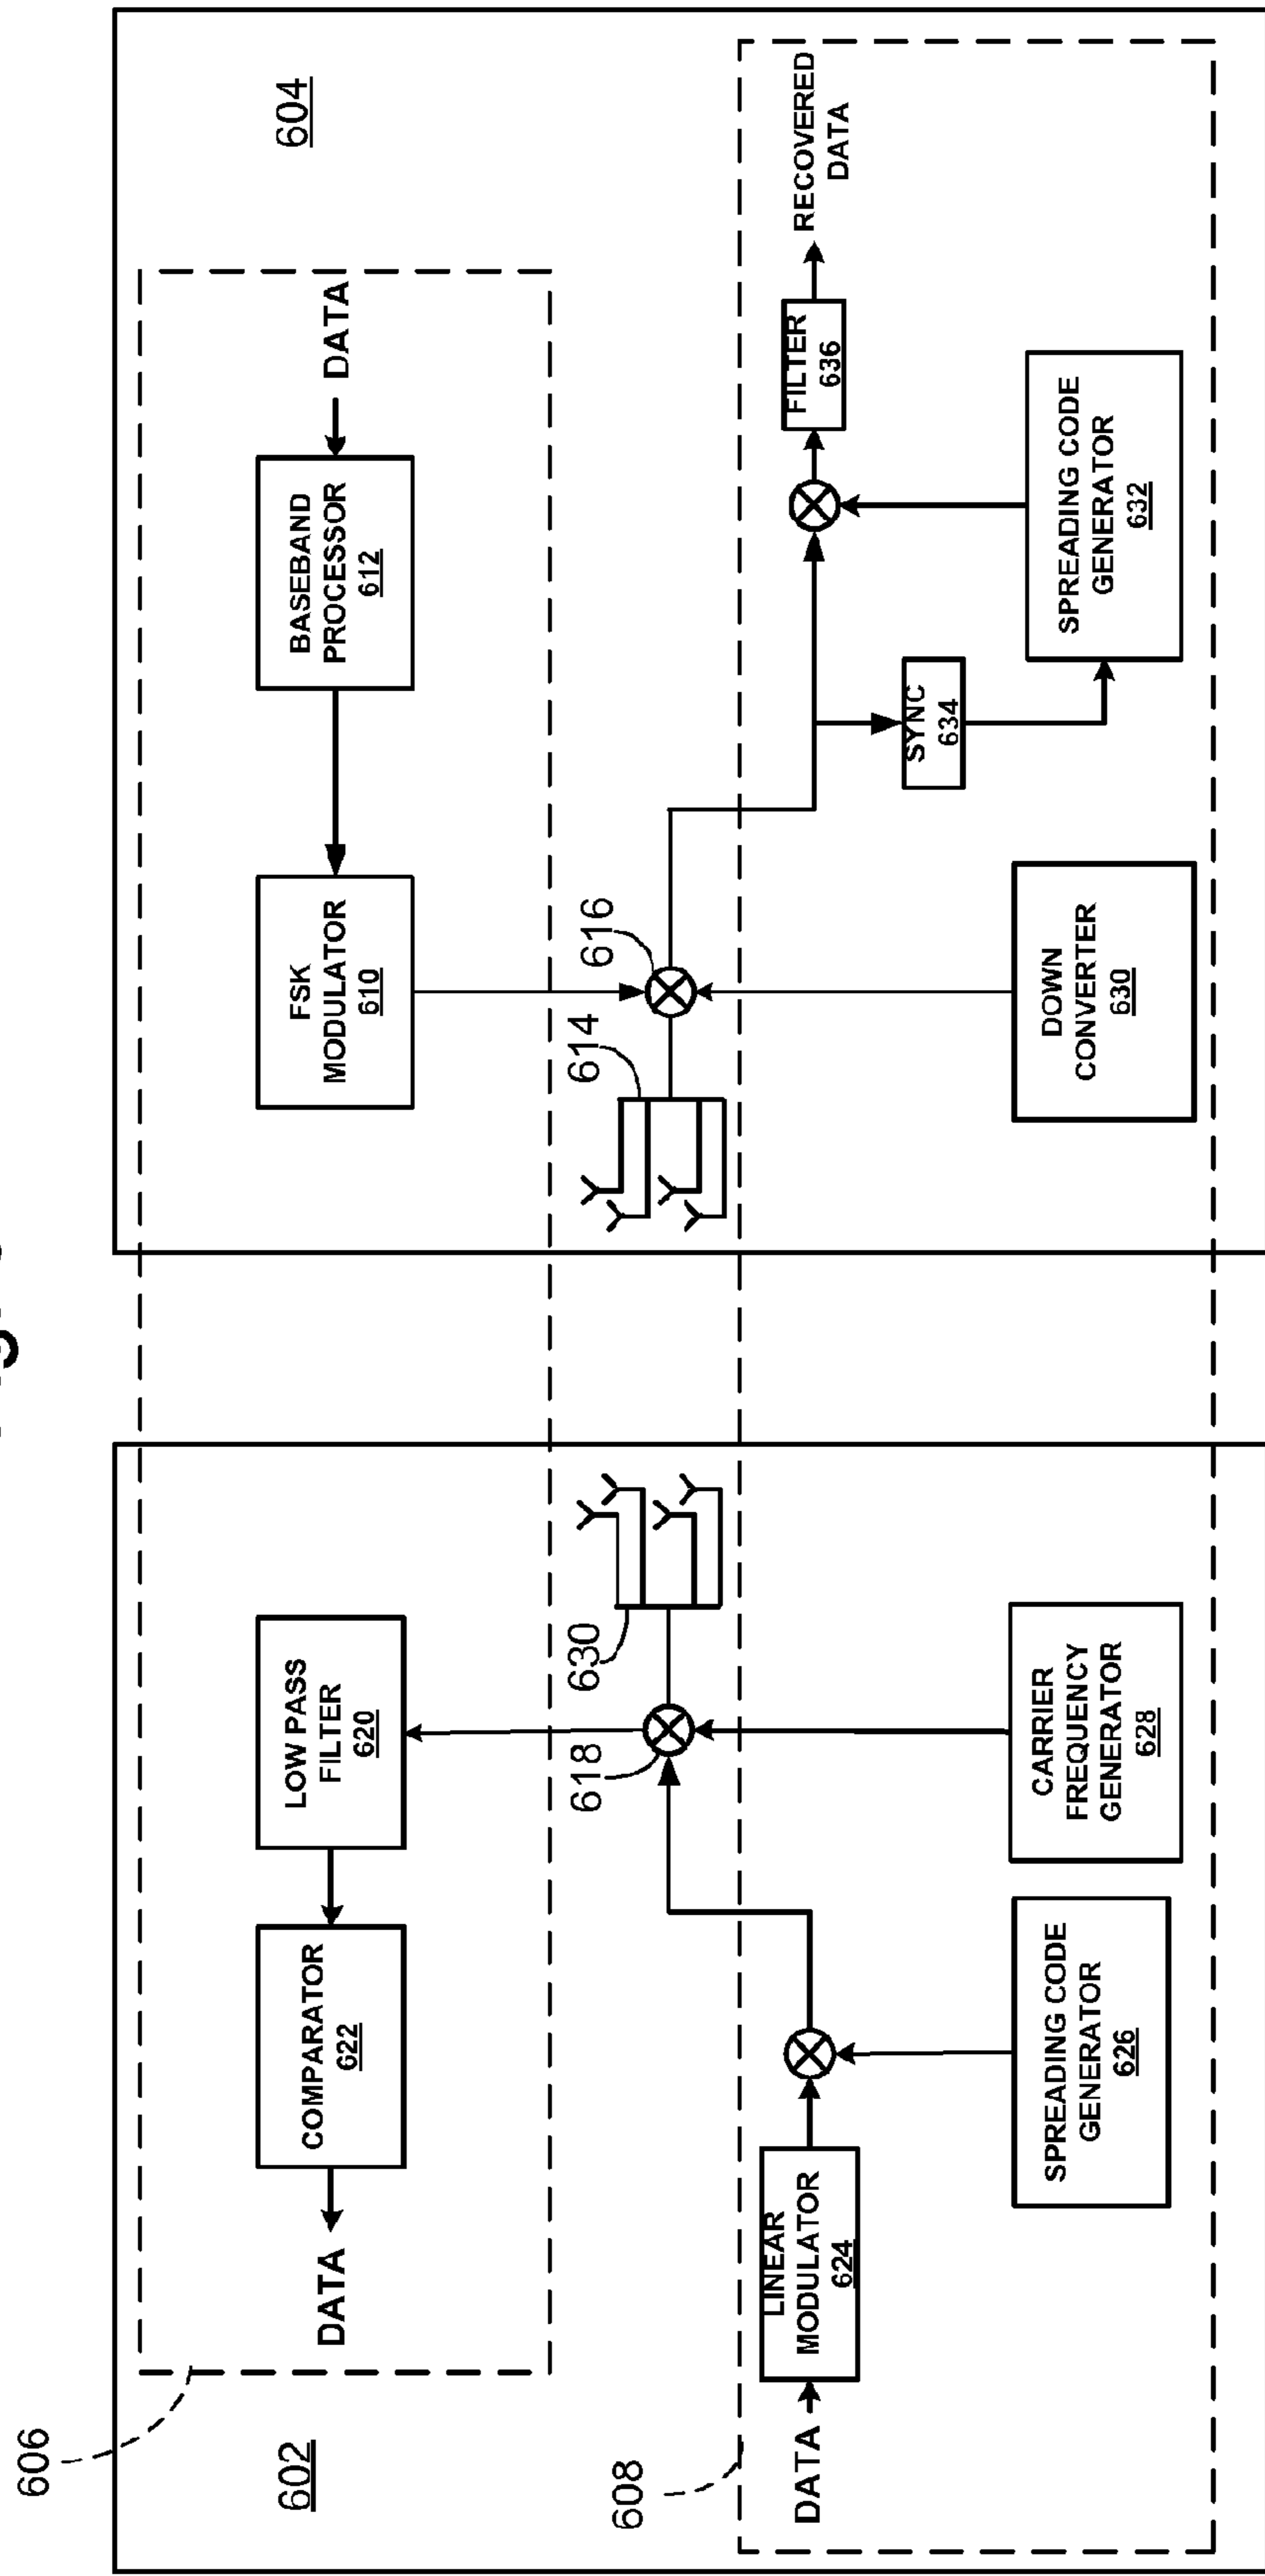 606
602
LOW PASS
FILTER
620
COMPARATOR
622
DATA
604
FSK
MODULATOR
610
BASEBAND
PROCESSOR
612
DATA
618
630
614
616
608
DATA
LINEAR
MODULATOR
624
SPREADING CODE
GENERATOR
626
CARRIER
FREQUENCY
GENERATOR
628
DOWN
CONVERTER
630
SYNC
634
SPREADING CODE
GENERATOR
632
FILTER
636
RECOVERED
DATA